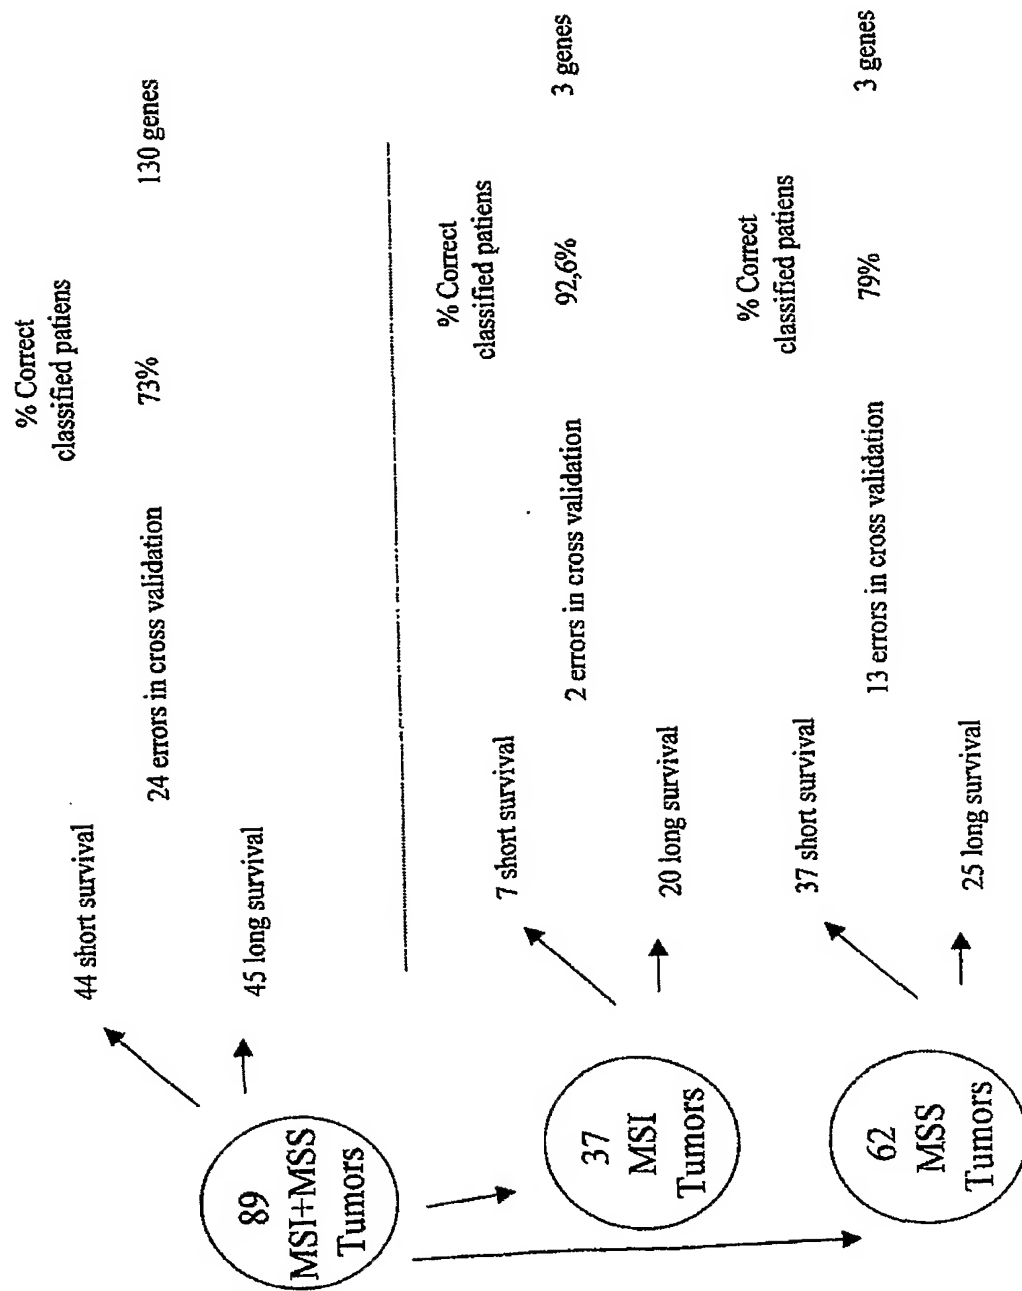 89
MSI+MSS
Tumors
44 short survival
45 long survival
24 errors in cross validation
% Correct
classified patiens
73%
130 genes
37
MSI
Tumors
7 short survival
20 long survival
2 errors in cross validation
% Correct
classified patiens
92,6%
3 genes
62
MSS
Tumors
37 short survival
25 long survival
13 errors in cross validation
% Correct
classified patiens
79%
3 genes